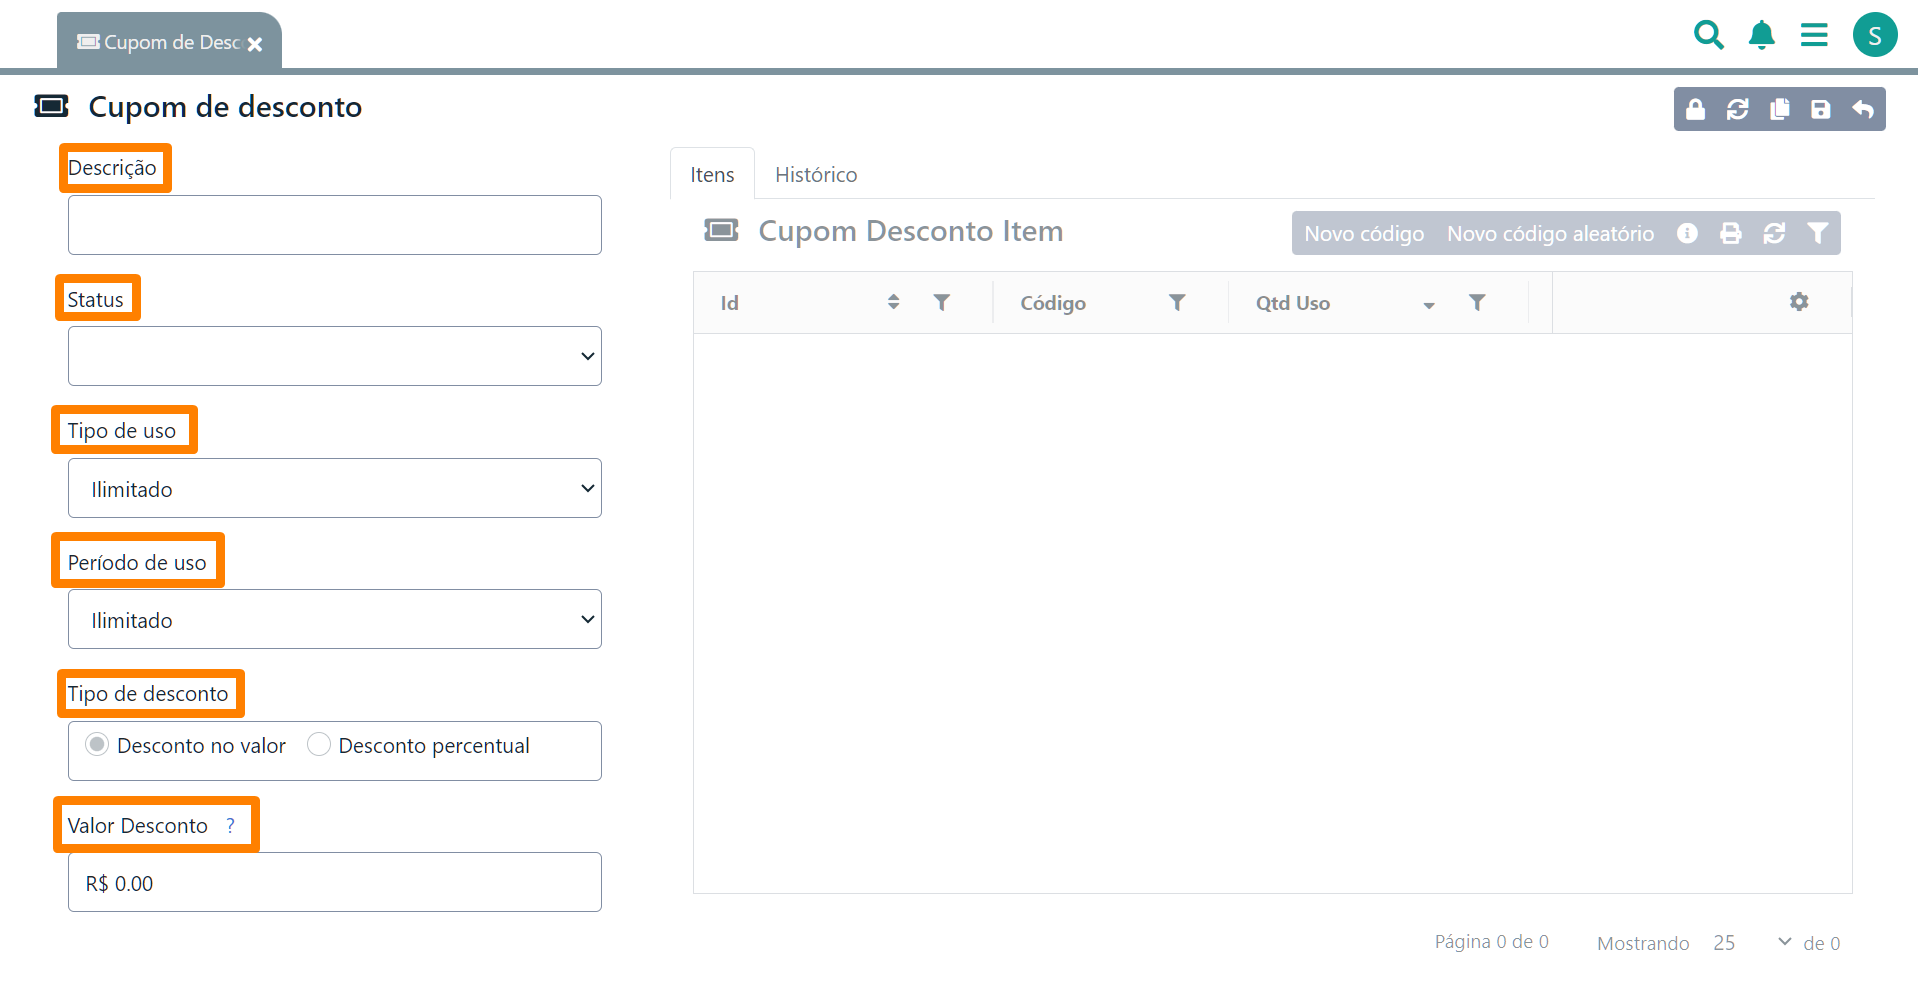 Cupom de Desc
S
Cupom de desconto
Descrição
Status
Tipo de uso
Ilimitado
Período de uso
Ilimitado
Tipo de desconto
Desconto no valor Desconto percentual
Valor Desconto ?
R$ 0.00
Itens Histórico
Cupom Desconto Item
Novo código Novo código aleatório
Id Código Qtd Uso
Página 0 de 0 Mostrando 25 de 0